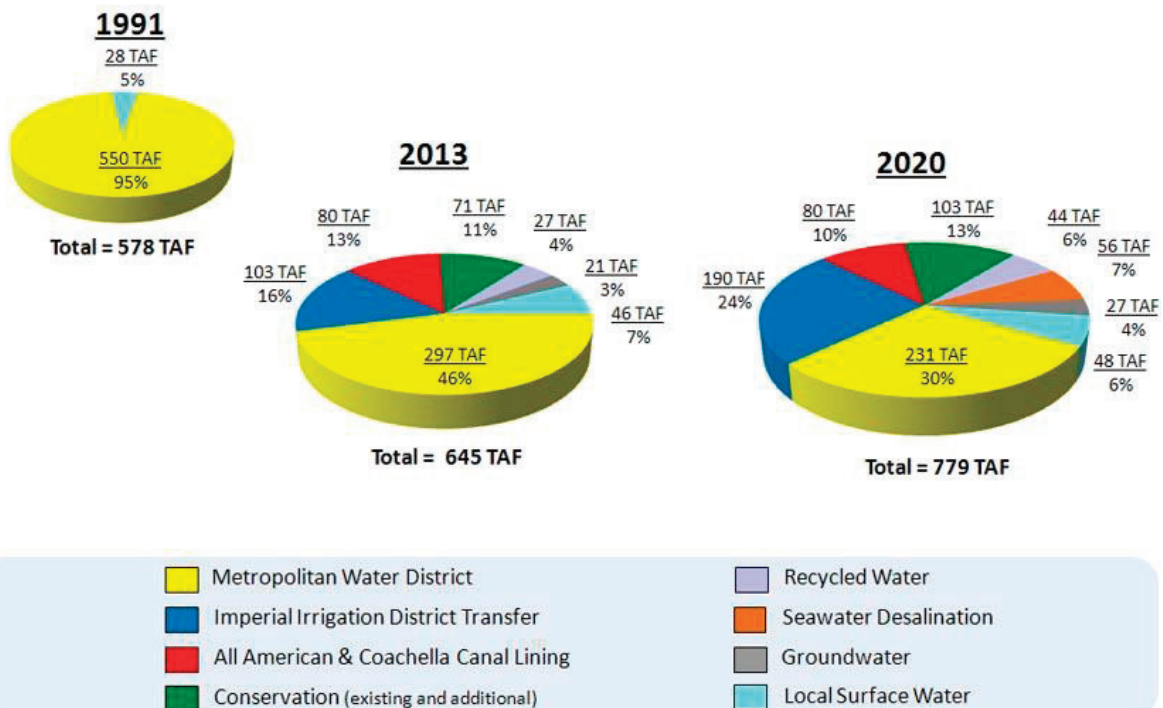 1991
28 TAF
5%
550 TAF
95%
Total = 578 TAF
2013
80 TAF
13%
71 TAF
11%
27 TAF
4%
103 TAF
16%
21 TAF
3%
46 TAF
7%
297 TAF
46%
Total = 645 TAF
2020
80 TAF
10%
103 TAF
13%
44 TAF
6%
56 TAF
7%
190 TAF
24%
27 TAF
4%
231 TAF
30%
48 TAF
6%
Total = 779 TAF
Metropolitan Water District
Imperial Irrigation District Transfer
All American & Coachella Canal Lining
Conservation (existing and additional)
Recycled Water
Seawater Desalination
Groundwater
Local Surface Water